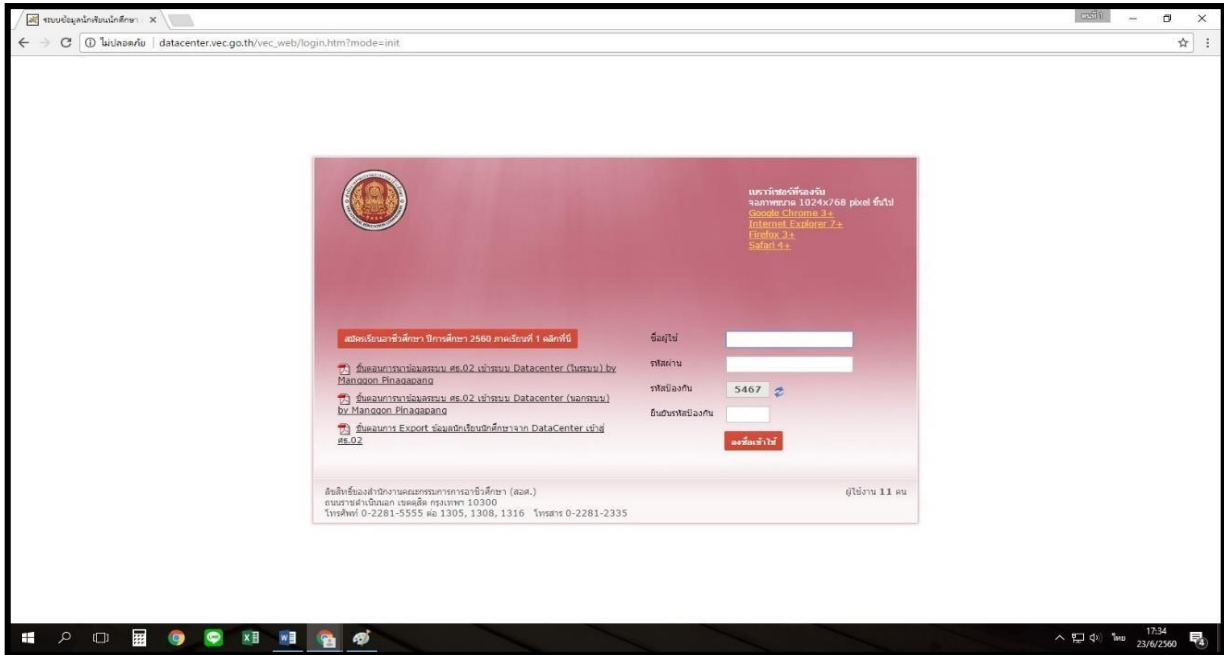 ระบบข้อมูลนักเรียนนักศึกษา
คนที่ 1
ไม่ปลอดภัย | datacenter.vec.go.th/vec_web/login.htm?mode=init
เบราว์เซอร์ที่รองรับ
จอภาพขนาด 1024x768 pixel ขึ้นไป
Google Chrome 3+
Internet Explorer 7+
Firefox 3+
Safari 4+
สมัครเรียนอาชีวศึกษา ปีการศึกษา 2560 ภาคเรียนที่ 1 คลิกที่นี่
ขั้นตอนการนาข้อมลระบบ ศธ.02 เข้าระบบ Datacenter (ในระบบ) by
Manggon Pinagapang
ขั้นตอนการนาข้อมลระบบ ศธ.02 เข้าระบบ Datacenter (นอกระบบ)
by Manggon Pinagapang
ขั้นตอนการ Export ข้อมูลนักเรียนนักศึกษาจาก DataCenter เข้าสู่
ศธ.02
ชื่อผู้ใช้
รหัสผ่าน
รหัสป้องกัน 5467
ยืนยันรหัสป้องกัน
ลงชื่อเข้าใช้
ลิขสิทธิ์ของสำนักงานคณะกรรมการการอาชีวศึกษา (สอศ.)
ถนนราชดำเนินนอก เขตดุสิต กรุงเทพฯ 10300
โทรศัพท์ 0-2281-5555 ต่อ 1305, 1308, 1316 โทรสาร 0-2281-2335
ผู้ใช้งาน 11 คน
ไทย
17:34
23/6/2560